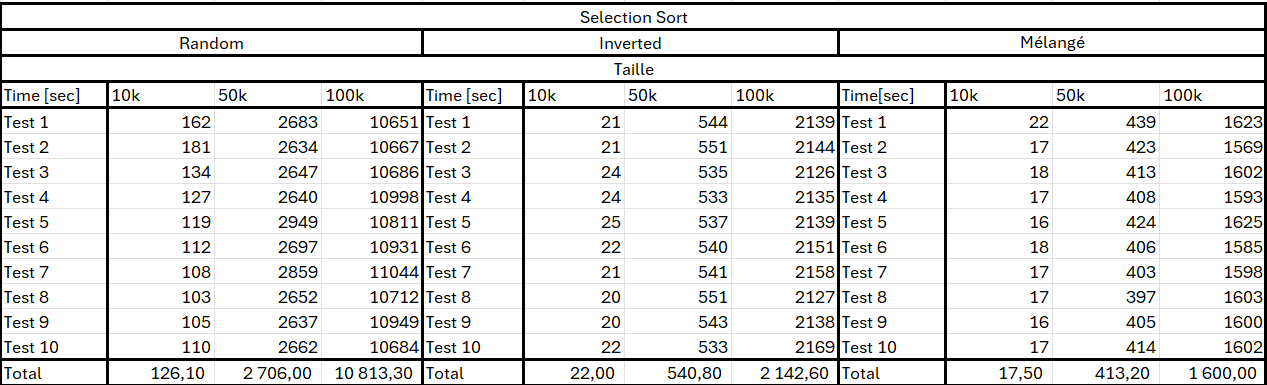 Selection Sort
Random Inverted Mélangé
Taille
Time [sec] 10k 50k 100k Time [sec] 10k 50k 100k Time[sec] 10k 50k 100k
Test 1 162 2683 10651 Test 1 21 544 2139 Test 1 22 439 1623
Test 2 181 2634 10667 Test 2 21 551 2144 Test 2 17 423 1569
Test 3 134 2647 10686 Test 3 24 535 2126 Test 3 18 413 1602
Test 4 127 2640 10998 Test 4 24 533 2135 Test 4 17 408 1593
Test 5 119 2949 10811 Test 5 25 537 2139 Test 5 16 424 1625
Test 6 112 2697 10931 Test 6 22 540 2151 Test 6 18 406 1585
Test 7 108 2859 11044 Test 7 21 541 2158 Test 7 17 403 1598
Test 8 103 2652 10712 Test 8 20 551 2127 Test 8 17 397 1603
Test 9 105 2637 10949 Test 9 20 543 2138 Test 9 16 405 1600
Test 10 110 2662 10684 Test 10 22 533 2169 Test 10 17 414 1602
Total 126,10 2 706,00 10 813,30 Total 22,00 540,80 2 142,60 Total 17,50 413,20 1 600,00